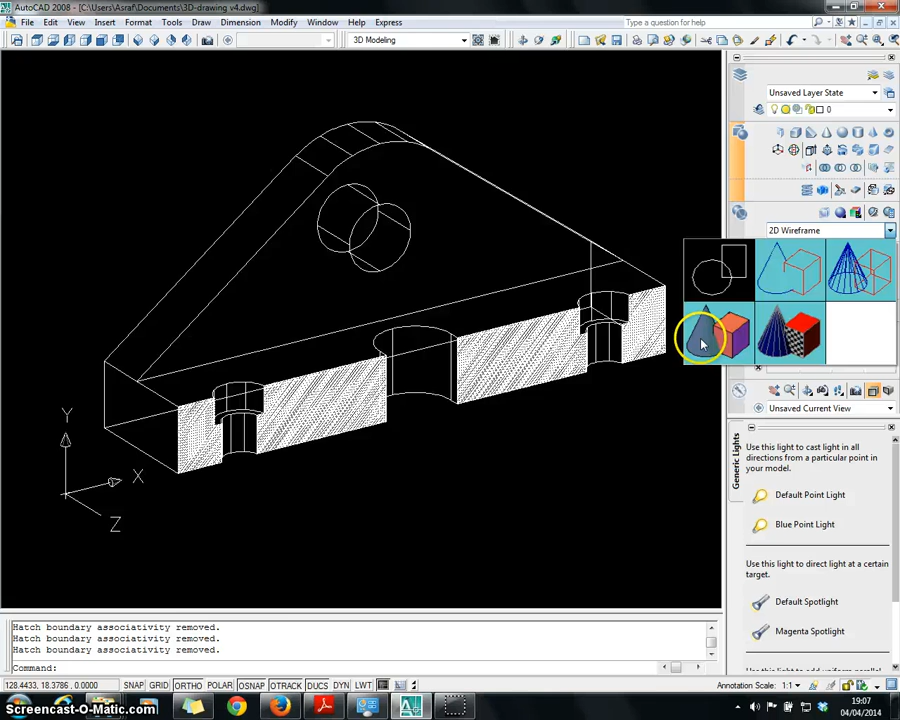 AutoCAD 2008 - [C:\Users\Asraf\Documents\3D-drawing v4.dwg]
File Edit View Insert Format Tools Draw Dimension Modify Window Help Express
Type a question for help
3D Modeling
Unsaved Layer State
0
2D Wireframe
Unsaved Current View
Generic Lights
Use this light to cast light in all
directions from a particular point in
your model.
Default Point Light
Blue Point Light
Use this light to direct light at a certain
target.
Default Spotlight
Magenta Spotlight
Y
X
Z
Hatch boundary associativity removed.
Hatch boundary associativity removed.
Hatch boundary associativity removed.
Command:
128.4433, 18.3786, 0.0000 SNAP GRID ORTHO POLAR OSNAP OTRACK DUCS DYN LWT
Annotation Scale: 1:1
Screencast-O-Matic.com
19:07
04/04/2014